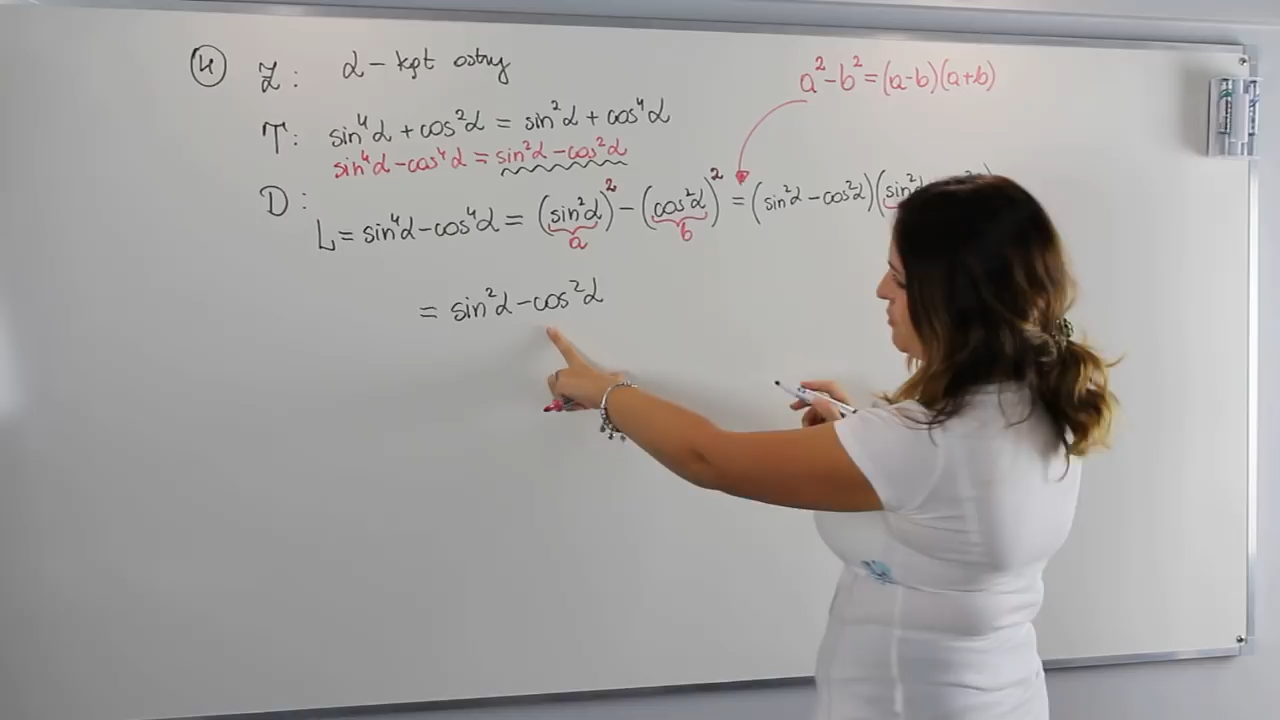 4 Z: α - kąt ostry
a² - b² = (a-b)(a+b)
T: sin⁴α + cos²α = sin²α + cos⁴α
sin⁴α - cos⁴α = sin²α - cos²α
D:
L = sin⁴α - cos⁴α = (sin²α)² - (cos²α)² = (sin²α - cos²α)(sin²
a b
= sin²α - cos²α